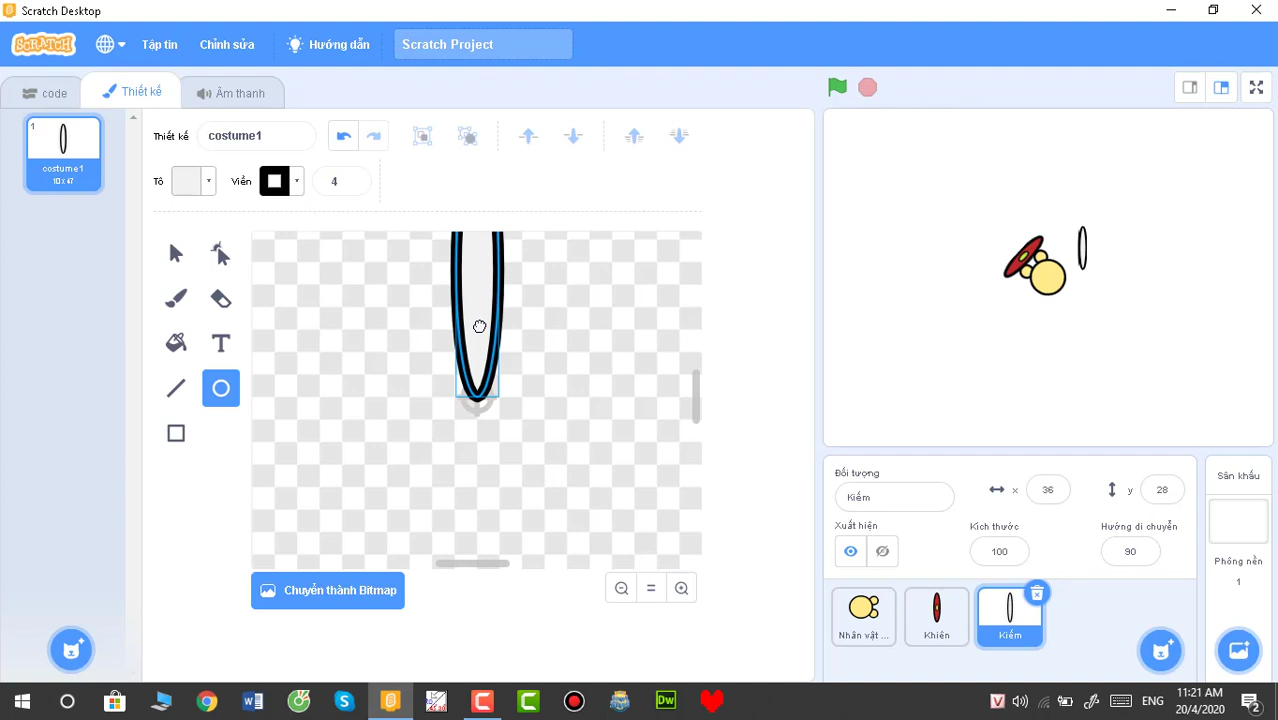 Scratch Desktop
SCRATCH
Tập tin
Chỉnh sửa
Hướng dẫn
Scratch Project
code
Thiết kế
Âm thanh
1
costume1
10 x 47
Thiết kế
costume1
Tô
Viền
4
T
Chuyển thành Bitmap
Đối tượng
Kiếm
x
36
y
28
Xuất hiện
Kích thước
Hướng di chuyển
100
90
Nhân vật ...
Khiên
Kiếm
Sân khấu
Phông nền
1
W
Dw
V
ENG
11:21 AM
20/4/2020
2